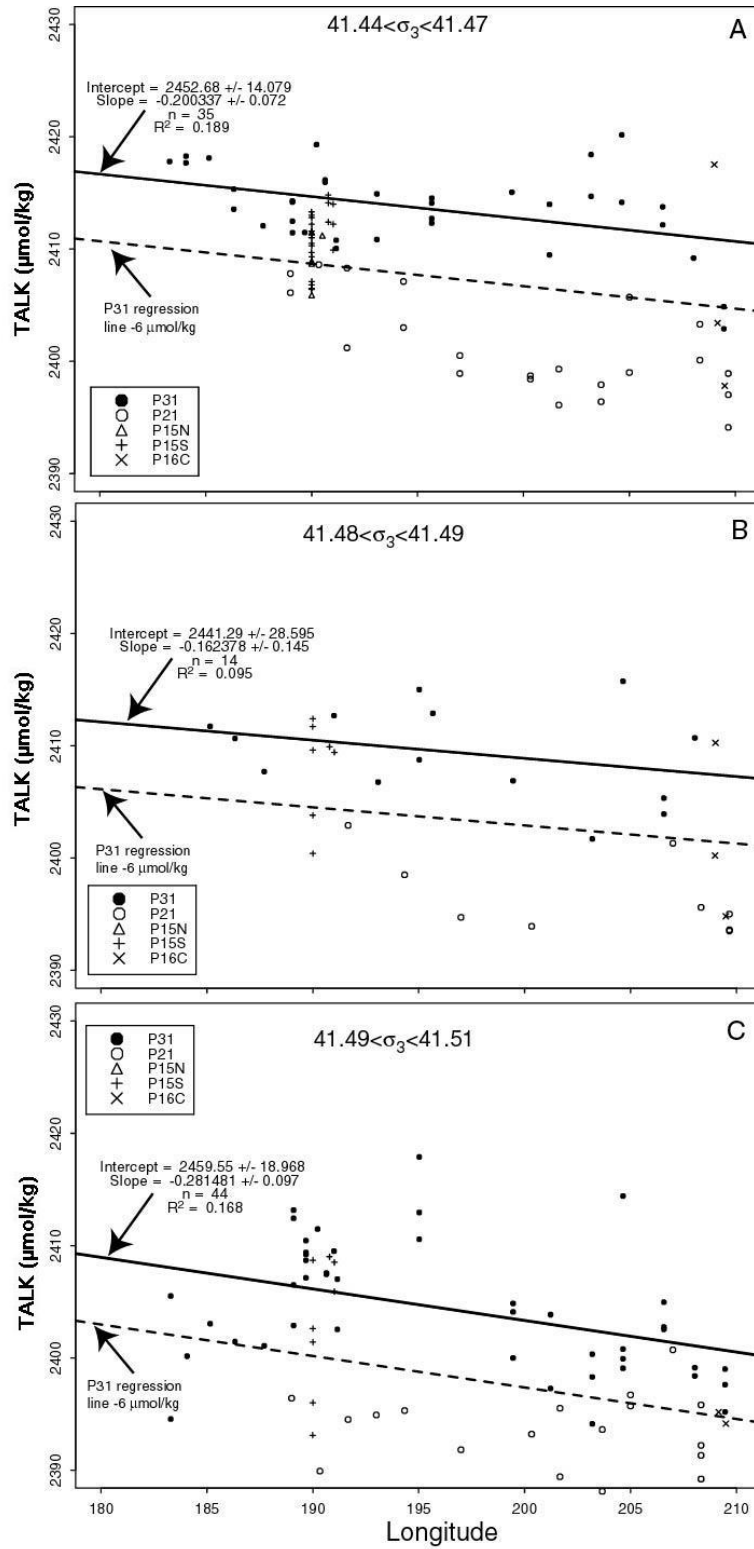 A
41.44<σ3<41.47
Intercept = 2452.68 +/- 14.079
Slope = -0.200337 +/- 0.072
n = 35
R² = 0.189
P31 regression
line -6 μmol/kg
P31
P21
P15N
P15S
P16C
TALK (μmol/kg)
2430
2420
2410
2400
2390
B
41.48<σ3<41.49
Intercept = 2441.29 +/- 28.595
Slope = -0.162378 +/- 0.145
n = 14
R² = 0.095
P31 regression
line -6 μmol/kg
P31
P21
P15N
P15S
P16C
TALK (μmol/kg)
2430
2420
2410
2400
2390
C
41.49<σ3<41.51
P31
P21
P15N
P15S
P16C
Intercept = 2459.55 +/- 18.968
Slope = -0.281481 +/- 0.097
n = 44
R² = 0.168
P31 regression
line -6 μmol/kg
TALK (μmol/kg)
2430
2420
2410
2400
2390
180 185 190 195 200 205 210
Longitude